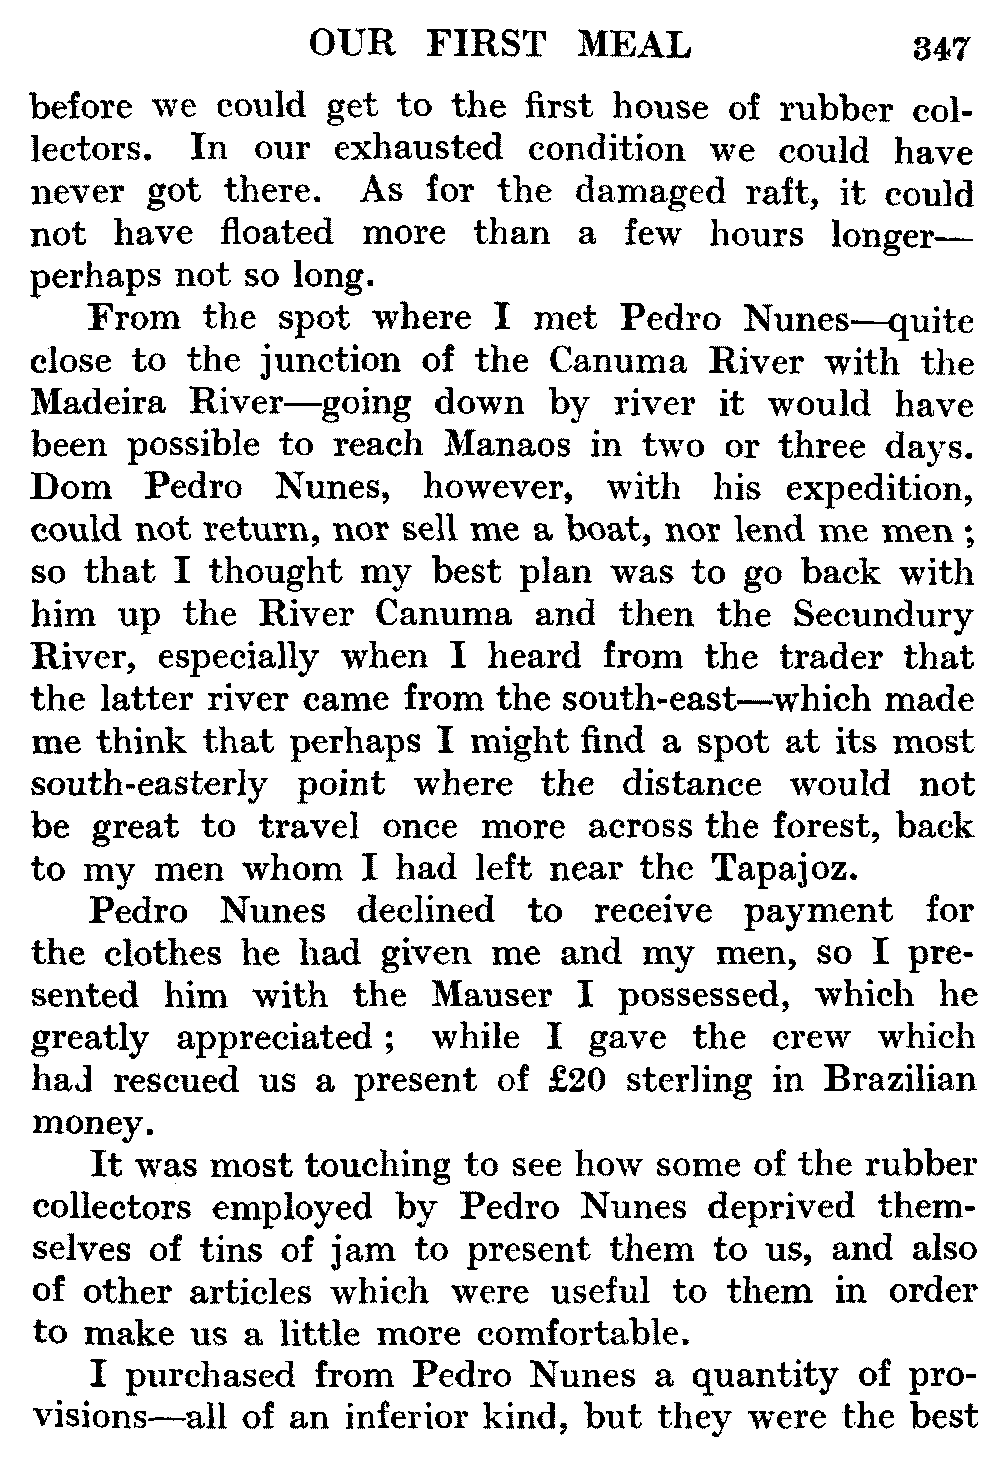 OUR FIRST MEAL 347
before we could get to the first house of rubber col-
lectors. In our exhausted condition we could have
never got there. As for the damaged raft, it could
not have floated more than a few hours longer—
perhaps not so long.
From the spot where I met Pedro Nunes—quite
close to the junction of the Canuma River with the
Madeira River—going down by river it would have
been possible to reach Manaos in two or three days.
Dom Pedro Nunes, however, with his expedition,
could not return, nor sell me a boat, nor lend me men ;
so that I thought my best plan was to go back with
him up the River Canuma and then the Secundury
River, especially when I heard from the trader that
the latter river came from the south-east—which made
me think that perhaps I might find a spot at its most
south-easterly point where the distance would not
be great to travel once more across the forest, back
to my men whom I had left near the Tapajoz.
Pedro Nunes declined to receive payment for
the clothes he had given me and my men, so I pre-
sented him with the Mauser I possessed, which he
greatly appreciated ; while I gave the crew which
had rescued us a present of £20 sterling in Brazilian
money.
It was most touching to see how some of the rubber
collectors employed by Pedro Nunes deprived them-
selves of tins of jam to present them to us, and also
of other articles which were useful to them in order
to make us a little more comfortable.
I purchased from Pedro Nunes a quantity of pro-
visions—all of an inferior kind, but they were the best